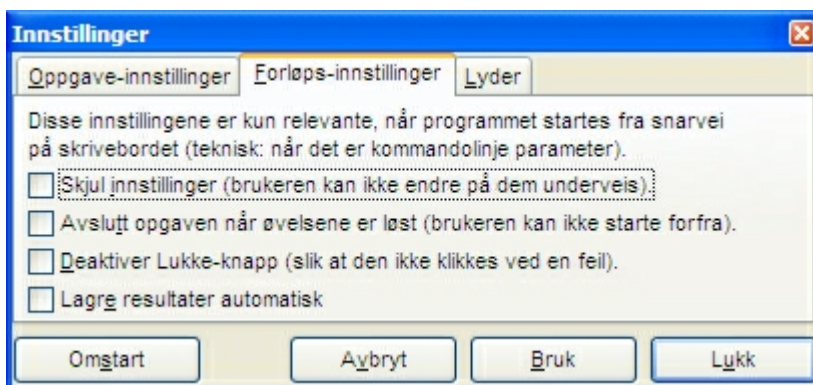 Innstillinger
Oppgave-innstillinger Forløps-innstillinger Lyder
Disse innstillingene er kun relevante, når programmet startes fra snarvei
på skrivebordet (teknisk: når det er kommandolinje parameter).
Skjul innstillinger (brukeren kan ikke endre på dem underveis).
Avslutt opgaven når øvelsene er løst (brukeren kan ikke starte forfra).
Deaktiver Lukke-knapp (slik at den ikke klikkes ved en feil).
Lagre resultater automatisk
Omstart Avbryt Bruk Lukk